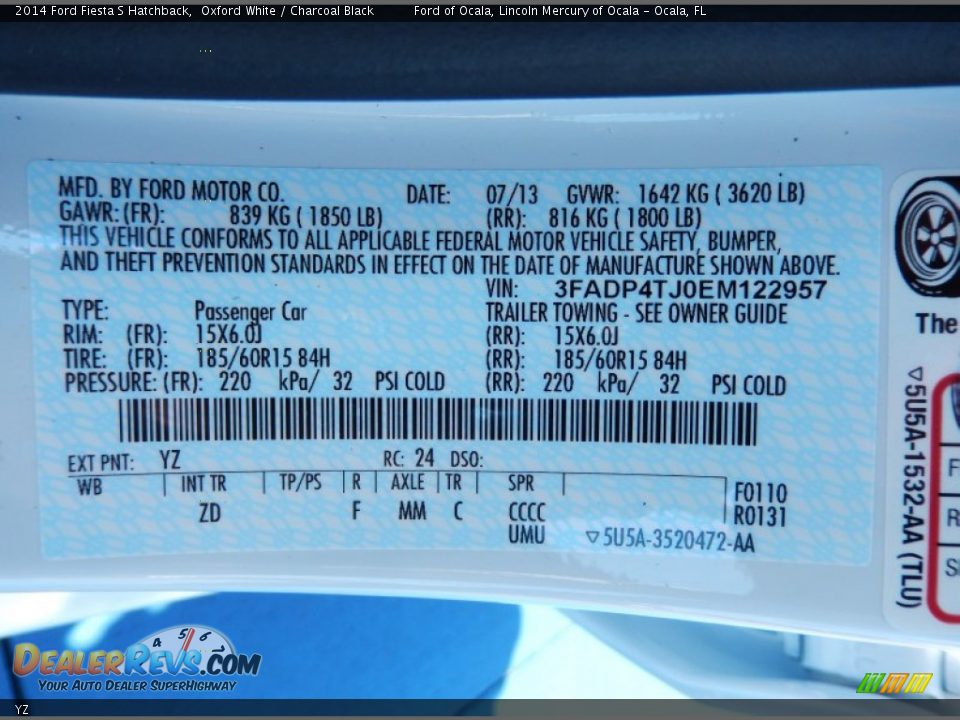 2014 Ford Fiesta S Hatchback, Oxford White / Charcoal Black Ford of Ocala, Lincoln Mercury of Ocala - Ocala, FL
MFD. BY FORD MOTOR CO. DATE: 07/13 GVWR: 1642 KG ( 3620 LB)
GAWR: (FR): 839 KG ( 1850 LB) (RR): 816 KG ( 1800 LB)
THIS VEHICLE CONFORMS TO ALL APPLICABLE FEDERAL MOTOR VEHICLE SAFETY, BUMPER,
AND THEFT PREVENTION STANDARDS IN EFFECT ON THE DATE OF MANUFACTURE SHOWN ABOVE.
VIN: 3FADP4TJ0EM122957
TYPE: Passenger Car TRAILER TOWING - SEE OWNER GUIDE
RIM: (FR): 15X6.0J (RR): 15X6.0J
TIRE: (FR): 185/60R15 84H (RR): 185/60R15 84H
PRESSURE: (FR): 220 kPa/ 32 PSI COLD (RR): 220 kPa/ 32 PSI COLD
EXT PNT: YZ RC: 24 DSO:
WB INT TR TP/PS R AXLE TR SPR F0110
ZD F MM C CCCC R0131
UMU ▽5U5A-3520472-AA
The
▽5U5A-1532-AA (TLU)
F
R
S
4 5 6
DEALERREVS.COM
YOUR AUTO DEALER SUPERHIGHWAY
YZ